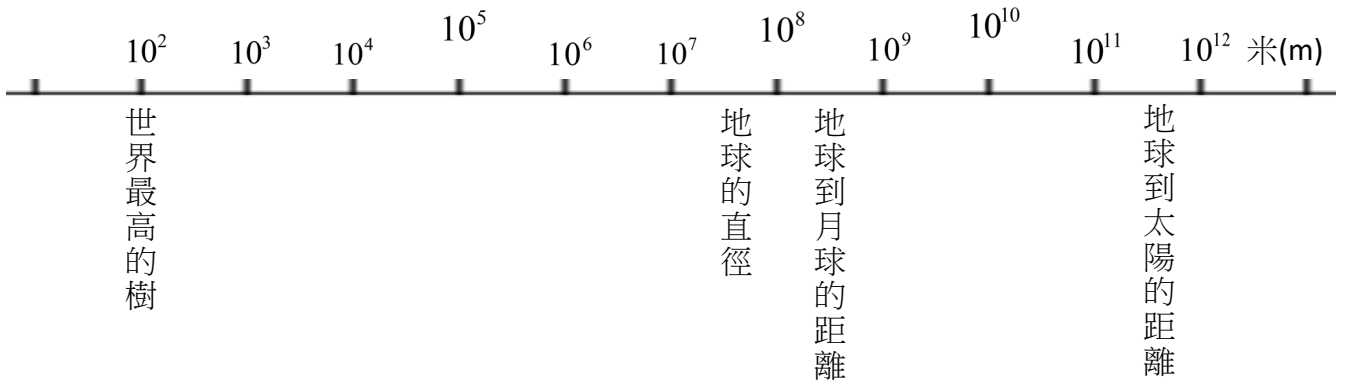 10² 10³ 10⁴ 10⁵ 10⁶ 10⁷ 10⁸ 10⁹ 10¹⁰ 10¹¹ 10¹² 米(m)
世界最高的樹
地球的直徑
地球到月球的距離
地球到太陽的距離